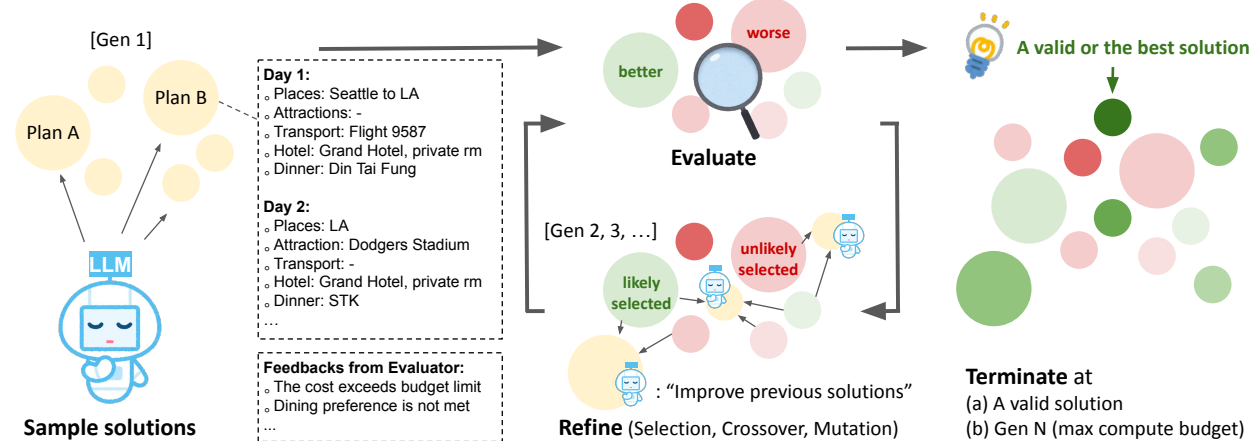 [Gen 1]
Plan A
Plan B
LLM
Sample solutions
Day 1:
Places: Seattle to LA
Attractions: -
Transport: Flight 9587
Hotel: Grand Hotel, private rm
Dinner: Din Tai Fung
Day 2:
Places: LA
Attraction: Dodgers Stadium
Transport: -
Hotel: Grand Hotel, private rm
Dinner: STK
...
Feedbacks from Evaluator:
The cost exceeds budget limit
Dining preference is not met
...
better
worse
Evaluate
[Gen 2, 3, …]
likely
selected
unlikely
selected
: “Improve previous solutions”
Refine (Selection, Crossover, Mutation)
A valid or the best solution
Terminate at
(a) A valid solution
(b) Gen N (max compute budget)